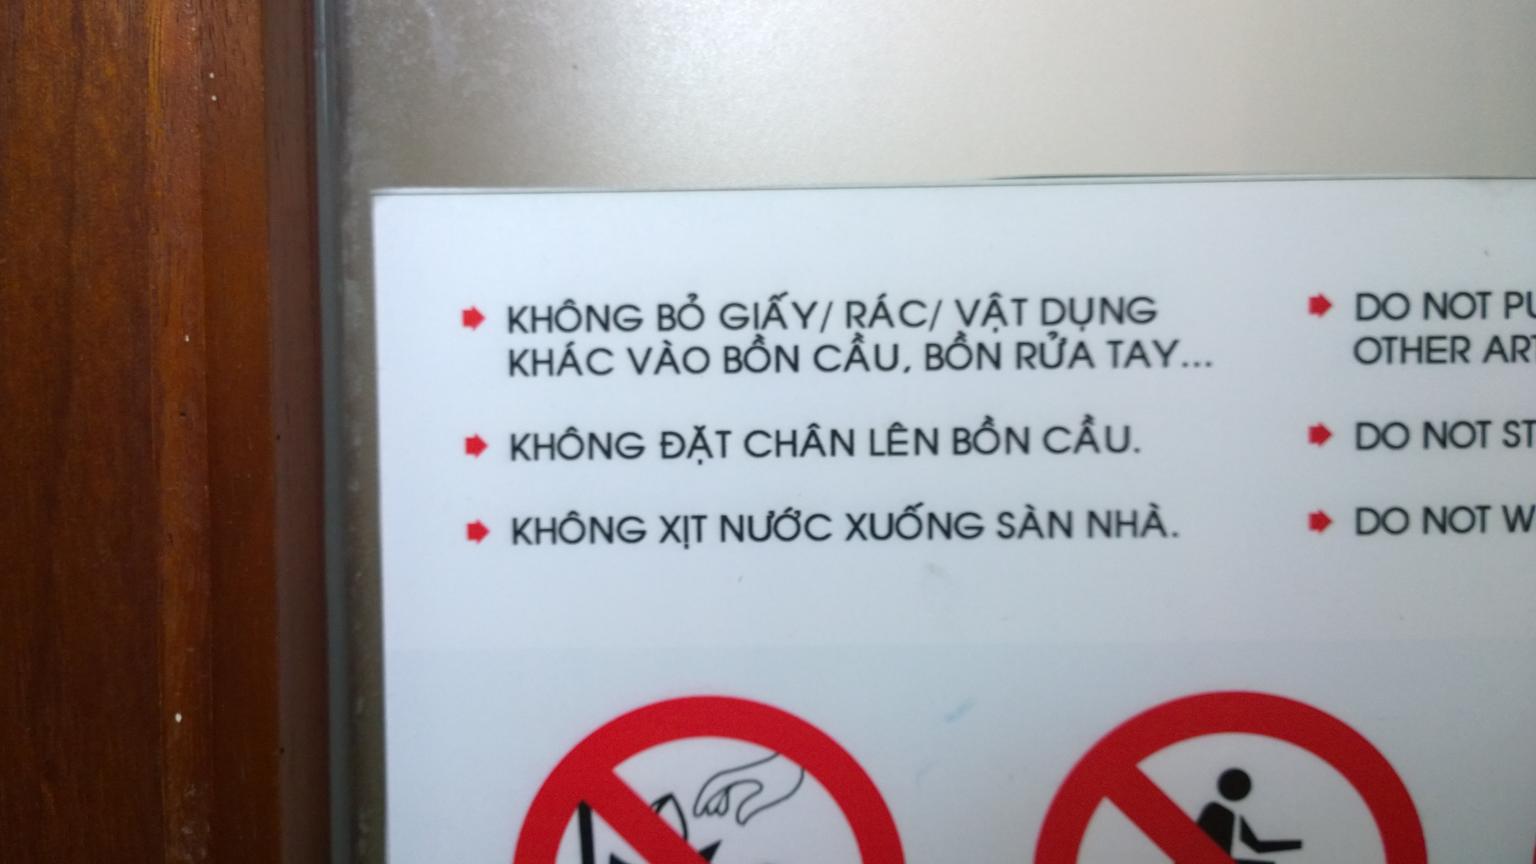 KHÔNG BỎ GIẤY/ RÁC/ VẬT DỤNG
KHÁC VÀO BỒN CẦU, BỒN RỬA TAY...
KHÔNG ĐẶT CHÂN LÊN BỒN CẦU.
KHÔNG XỊT NƯỚC XUỐNG SÀN NHÀ.
DO NOT
OTHER
DO NOT
DO NOT